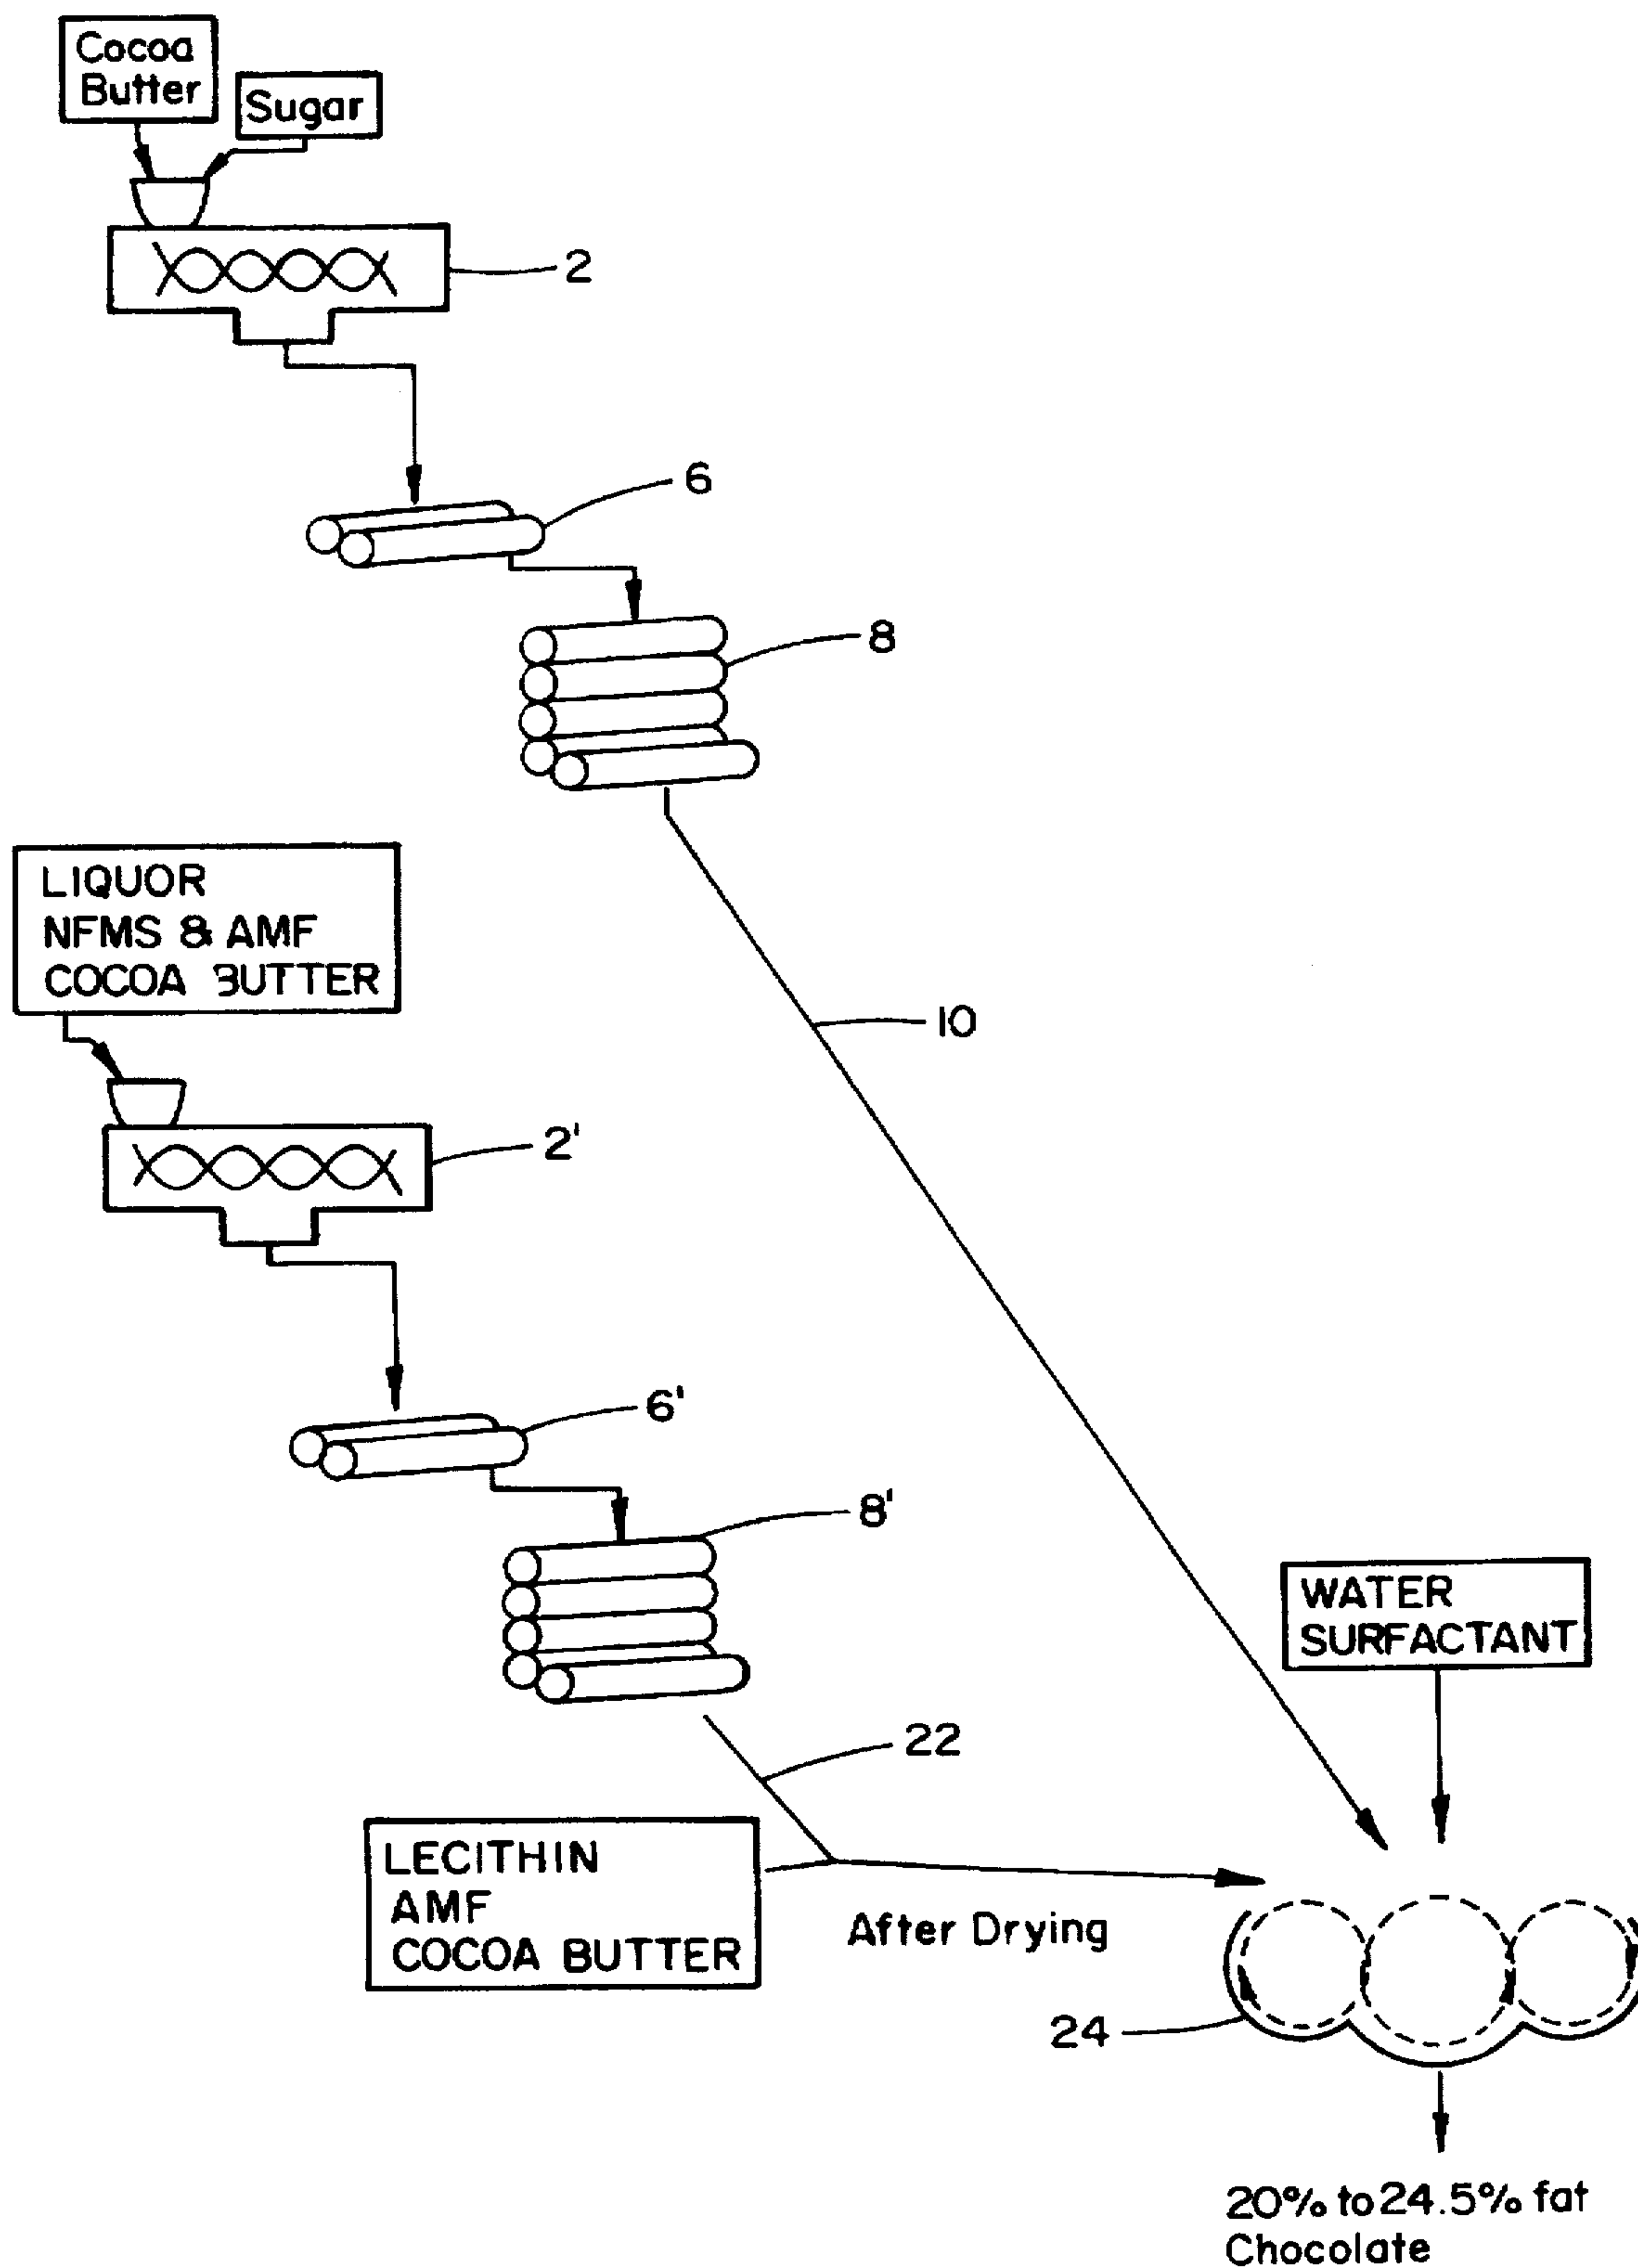 Cocoa
Butter
Sugar
2
6
8
LIQUOR
NFMS & AMF
COCOA BUTTER
10
2'
6'
8'
WATER
SURFACTANT
22
LECITHIN
AMF
COCOA BUTTER
After Drying
24
20% to 24.5% fat
Chocolate